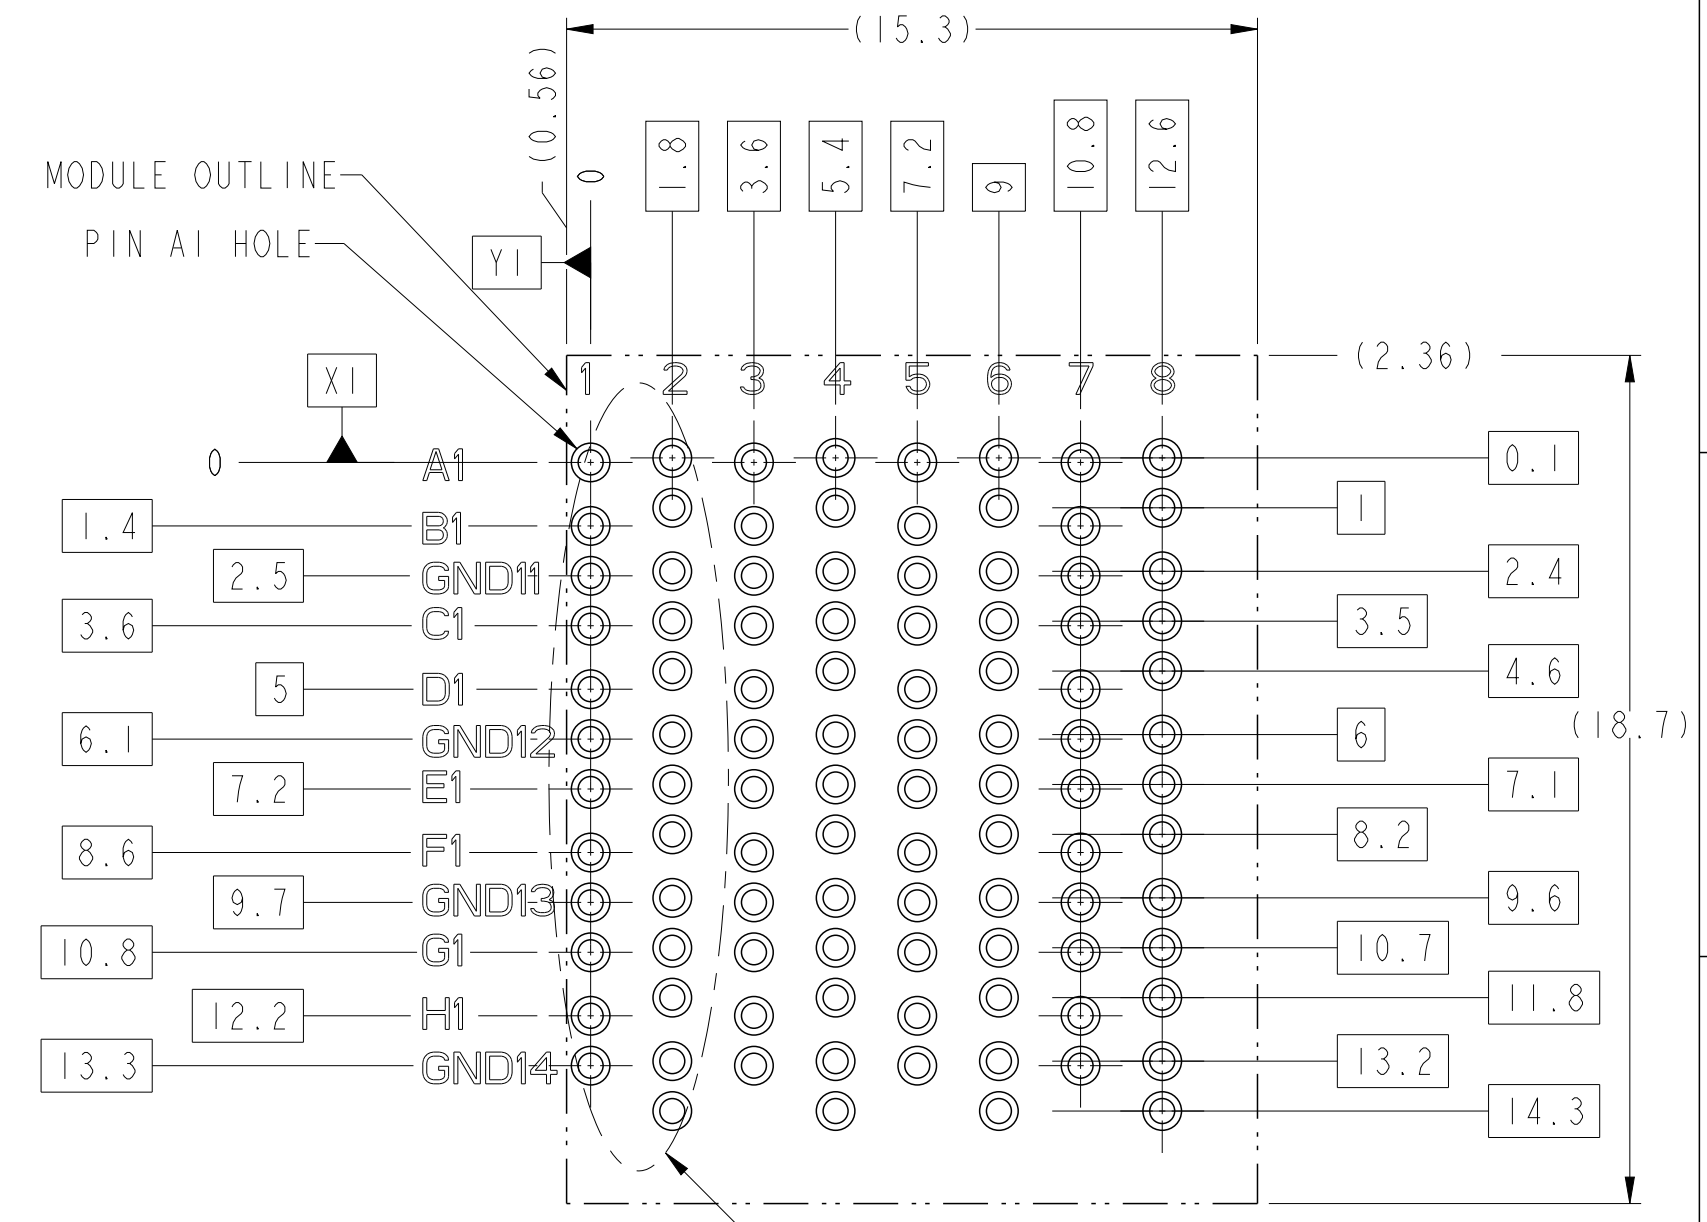 (15.3)
(0.56)
0
1.8
3.6
5.4
7.2
9
10.8
12.6
MODULE OUTLINE
PIN A1 HOLE
Y1
X1
(2.36)
1 2 3 4 5 6 7 8
0 A1 0.1
1
1.4 B1
2.5 GND11 2.4
3.6 C1 3.5
4.6
5 D1
6.1 GND12 6
(18.7)
7.2 E1 7.1
8.6 F1 8.2
9.7 GND13 9.6
10.8 G1 10.7
11.8
12.2 H1
13.3 GND14 13.2
14.3